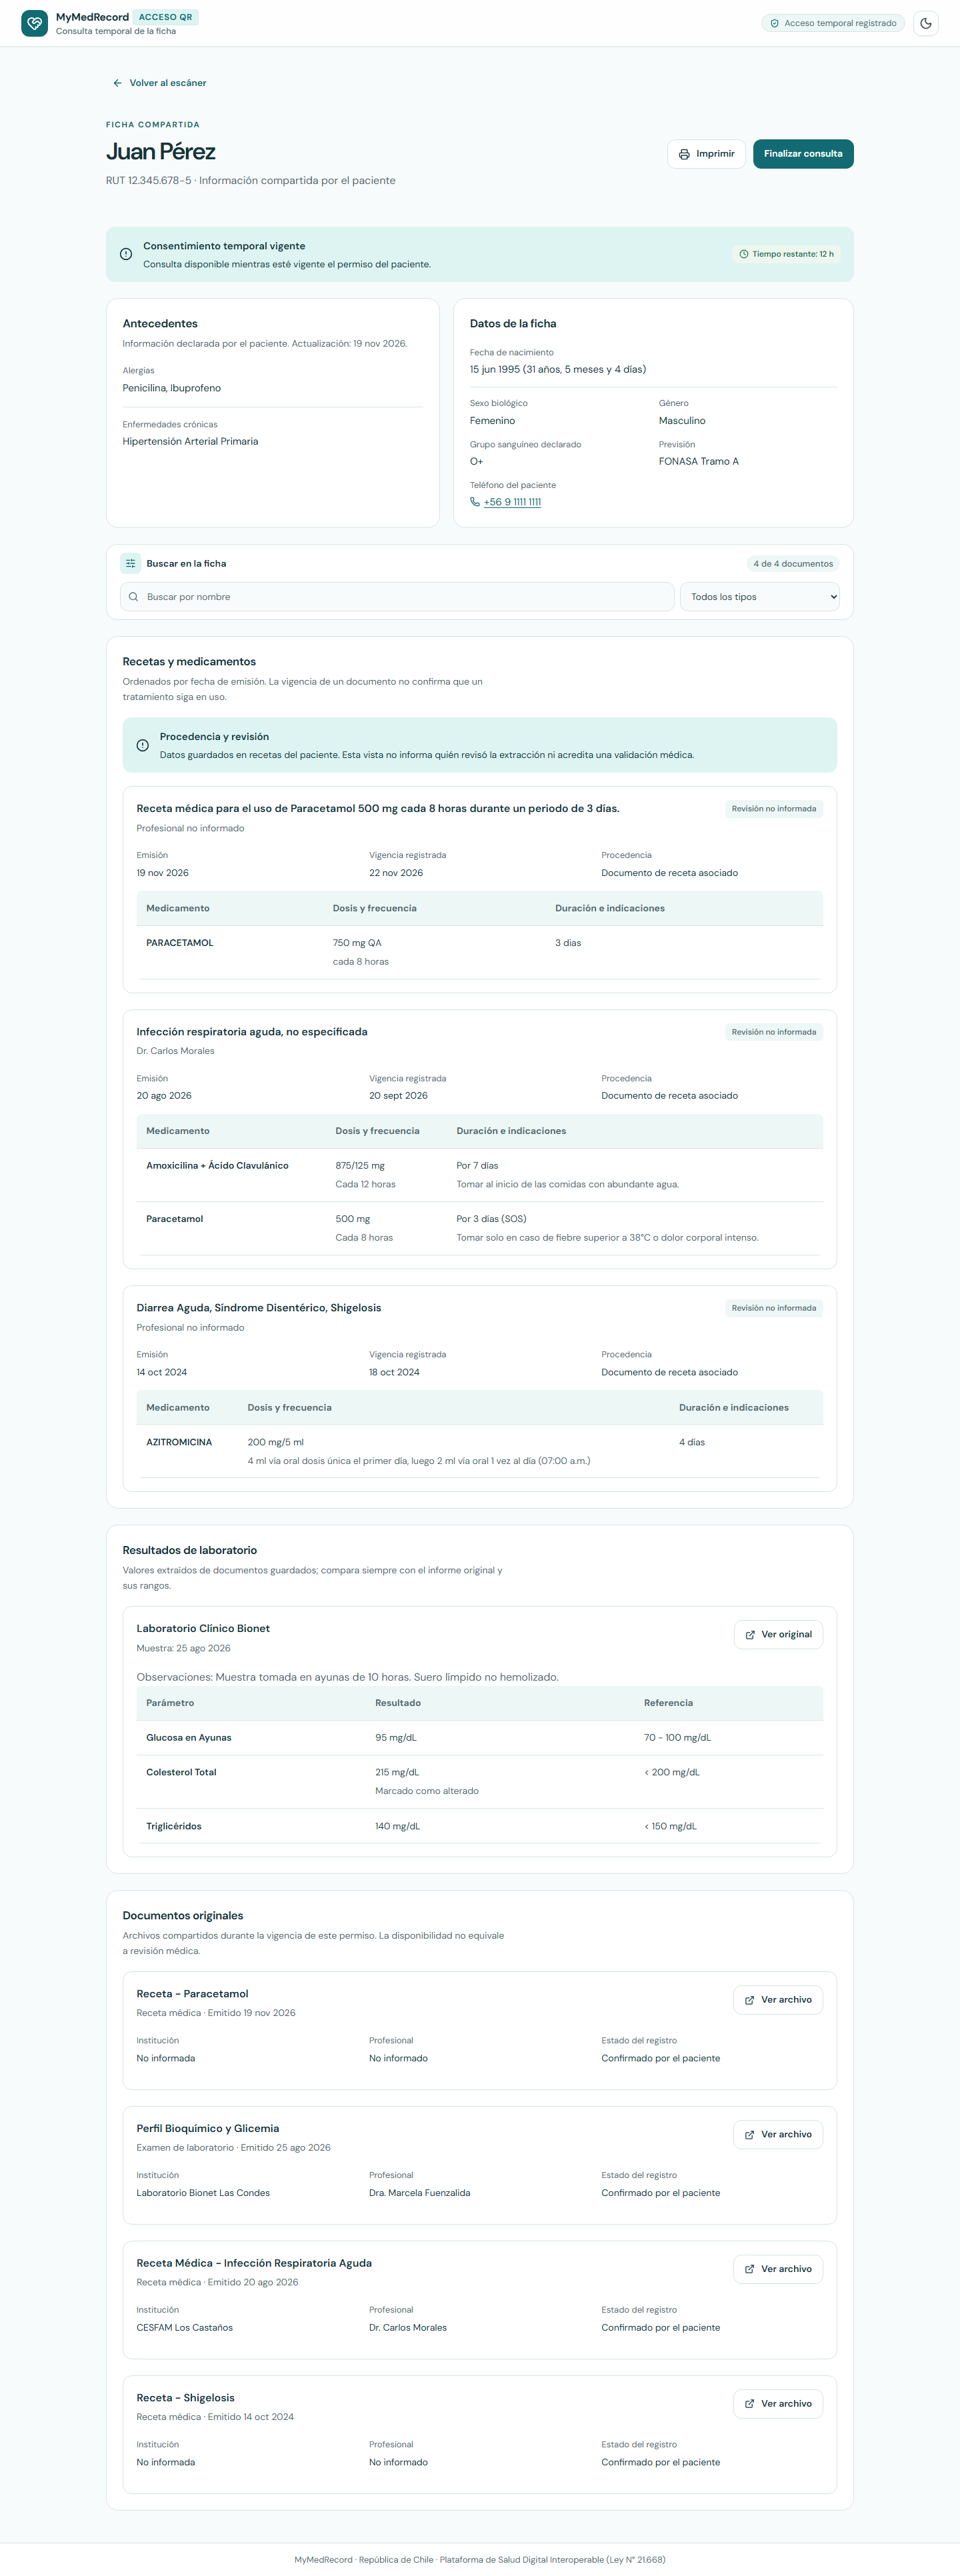 MyMedRecord ACCESO QR
Consulta temporal de la ficha
Acceso temporal registrado
Volver al escáner
FICHA COMPARTIDA
Juan Pérez
RUT 12.345.678-5 · Información compartida por el paciente
Imprimir
Finalizar consulta
Consentimiento temporal vigente
Consulta disponible mientras esté vigente el permiso del paciente.
Tiempo restante: 12 h
Antecedentes
Información declarada por el paciente. Actualización: 19 nov 2026.
Alergias
Penicilina, Ibuprofeno
Enfermedades crónicas
Hipertensión Arterial Primaria
Datos de la ficha
Fecha de nacimiento
15 jun 1995 (31 años, 5 meses y 4 días)
Sexo biológico Género
Femenino Masculino
Grupo sanguíneo declarado Previsión
O+ FONASA Tramo A
Teléfono del paciente
+56 9 1111 1111
Buscar en la ficha
4 de 4 documentos
Buscar por nombre
Todos los tipos
Recetas y medicamentos
Ordenados por fecha de emisión. La vigencia de un documento no confirma que un
tratamiento siga en uso.
Procedencia y revisión
Datos guardados en recetas del paciente. Esta vista no informa quién revisó la extracción ni acredita una validación médica.
Receta médica para el uso de Paracetamol 500 mg cada 8 horas durante un periodo de 3 días.
Revisión no informada
Profesional no informado
Emisión Vigencia registrada Procedencia
19 nov 2026 22 nov 2026 Documento de receta asociado
Medicamento Dosis y frecuencia Duración e indicaciones
PARACETAMOL 750 mg QA 3 dias
cada 8 horas
Infección respiratoria aguda, no especificada
Revisión no informada
Dr. Carlos Morales
Emisión Vigencia registrada Procedencia
20 ago 2026 20 sept 2026 Documento de receta asociado
Medicamento Dosis y frecuencia Duración e indicaciones
Amoxicilina + Ácido Clavulánico 875/125 mg Por 7 días
Cada 12 horas Tomar al inicio de las comidas con abundante agua.
Paracetamol 500 mg Por 3 días (SOS)
Cada 8 horas Tomar solo en caso de fiebre superior a 38°C o dolor corporal intenso.
Diarrea Aguda, Síndrome Disentérico, Shigelosis
Revisión no informada
Profesional no informado
Emisión Vigencia registrada Procedencia
14 oct 2024 18 oct 2024 Documento de receta asociado
Medicamento Dosis y frecuencia Duración e indicaciones
AZITROMICINA 200 mg/5 ml 4 días
4 ml vía oral dosis única el primer día, luego 2 ml vía oral 1 vez al día (07:00 a.m.)
Resultados de laboratorio
Valores extraídos de documentos guardados; compara siempre con el informe original y
sus rangos.
Laboratorio Clínico Bionet
Ver original
Muestra: 25 ago 2026
Observaciones: Muestra tomada en ayunas de 10 horas. Suero límpido no hemolizado.
Parámetro Resultado Referencia
Glucosa en Ayunas 95 mg/dL 70 - 100 mg/dL
Colesterol Total 215 mg/dL < 200 mg/dL
Marcado como alterado
Triglicéridos 140 mg/dL < 150 mg/dL
Documentos originales
Archivos compartidos durante la vigencia de este permiso. La disponibilidad no equivale
a revisión médica.
Receta - Paracetamol
Ver archivo
Receta médica · Emitido 19 nov 2026
Institución Profesional Estado del registro
No informada No informado Confirmado por el paciente
Perfil Bioquímico y Glicemia
Ver archivo
Examen de laboratorio · Emitido 25 ago 2026
Institución Profesional Estado del registro
Laboratorio Bionet Las Condes Dra. Marcela Fuenzalida Confirmado por el paciente
Receta Médica - Infección Respiratoria Aguda
Ver archivo
Receta médica · Emitido 20 ago 2026
Institución Profesional Estado del registro
CESFAM Los Castaños Dr. Carlos Morales Confirmado por el paciente
Receta - Shigelosis
Ver archivo
Receta médica · Emitido 14 oct 2024
Institución Profesional Estado del registro
No informada No informado Confirmado por el paciente
MyMedRecord · República de Chile · Plataforma de Salud Digital Interoperable (Ley N° 21.668)